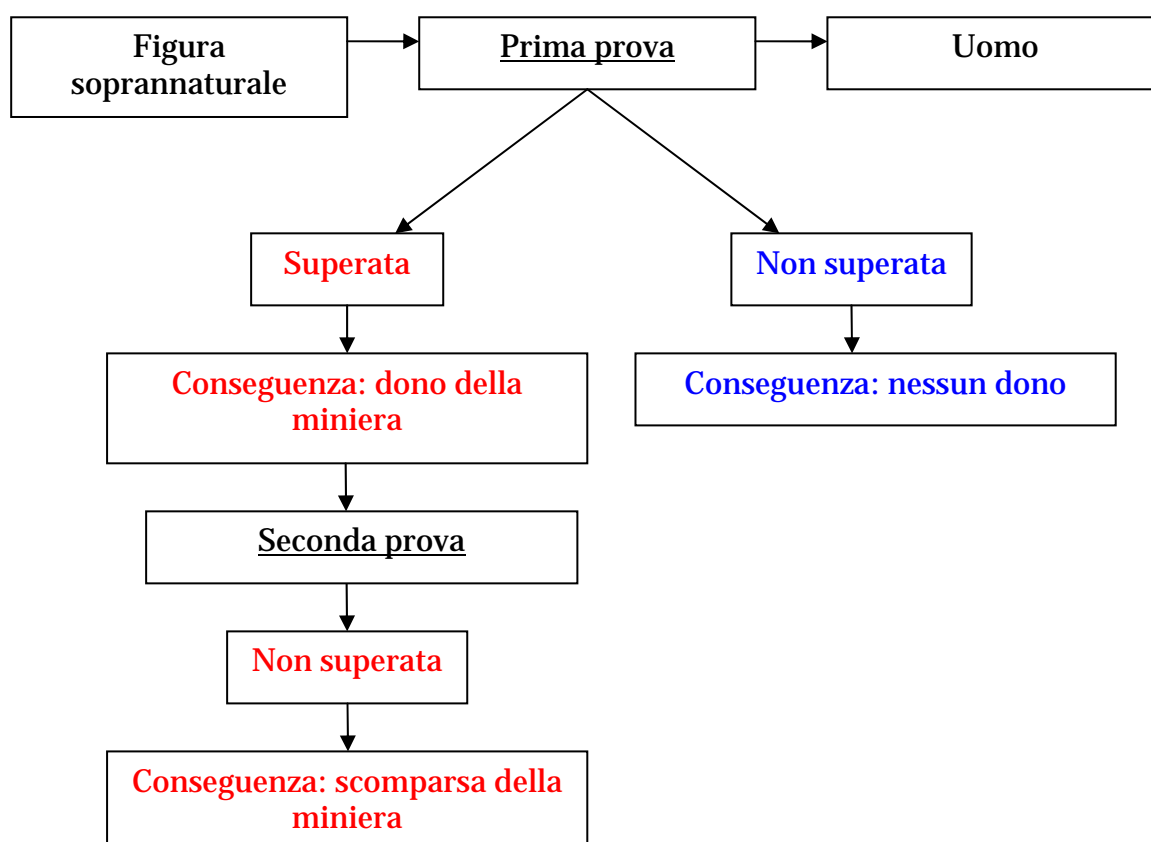 Figura
soprannaturale
Prima prova
Uomo
Superata
Non superata
Conseguenza: dono della
miniera
Conseguenza: nessun dono
Seconda prova
Non superata
Conseguenza: scomparsa della
miniera